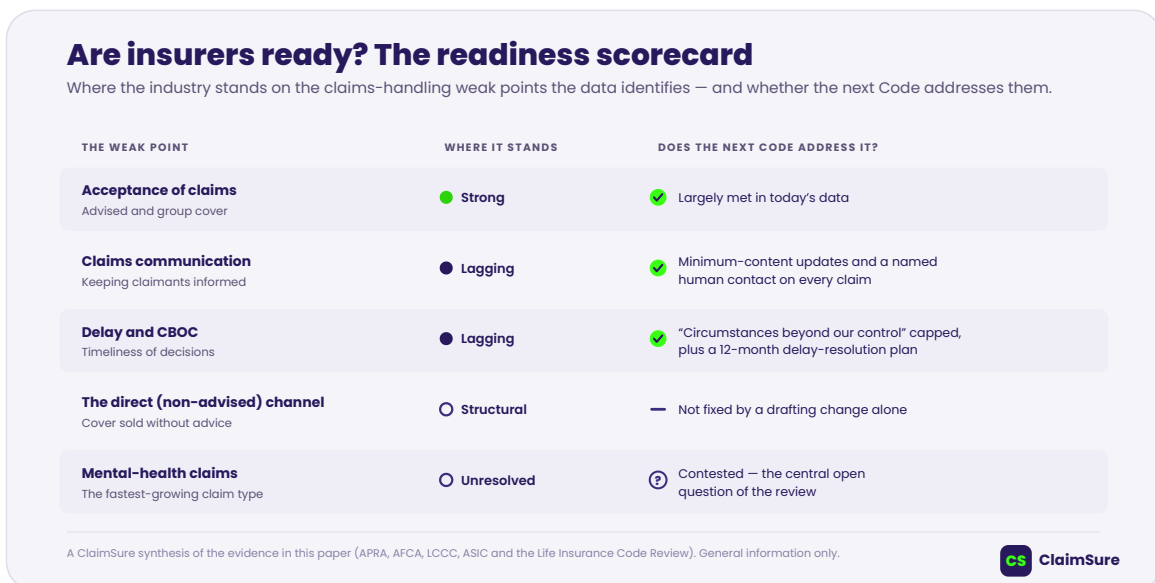 Are insurers ready? The readiness scorecard
Where the industry stands on the claims-handling weak points the data identifies — and whether the next Code addresses them.
THE WEAK POINT
WHERE IT STANDS
DOES THE NEXT CODE ADDRESS IT?
Acceptance of claims
Advised and group cover
Strong
Largely met in today’s data
Claims communication
Keeping claimants informed
Lagging
Minimum-content updates and a named
human contact on every claim
Delay and CBOC
Timeliness of decisions
Lagging
“Circumstances beyond our control” capped,
plus a 12-month delay-resolution plan
The direct (non-advised) channel
Cover sold without advice
Structural
Not fixed by a drafting change alone
Mental-health claims
The fastest-growing claim type
Unresolved
?
Contested — the central open
question of the review
A ClaimSure synthesis of the evidence in this paper (APRA, AFCA, LCCC, ASIC and the Life Insurance Code Review). General information only.
CS ClaimSure